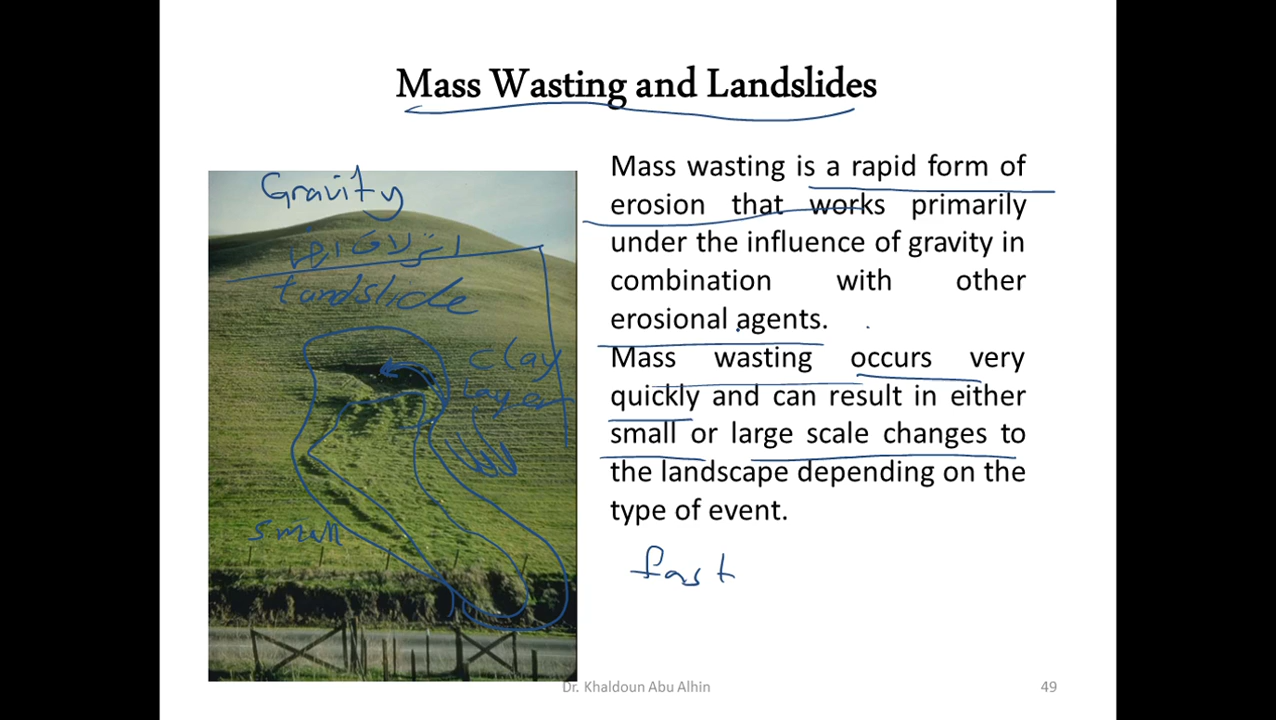 Mass Wasting and Landslides
Gravity
انزلاق ارضي
Landslide
clay
layer
small
Mass wasting is a rapid form of
erosion that works primarily
under the influence of gravity in
combination with other
erosional agents.
Mass wasting occurs very
quickly and can result in either
small or large scale changes to
the landscape depending on the
type of event.
fast
Dr. Khaldoun Abu Alhin
49